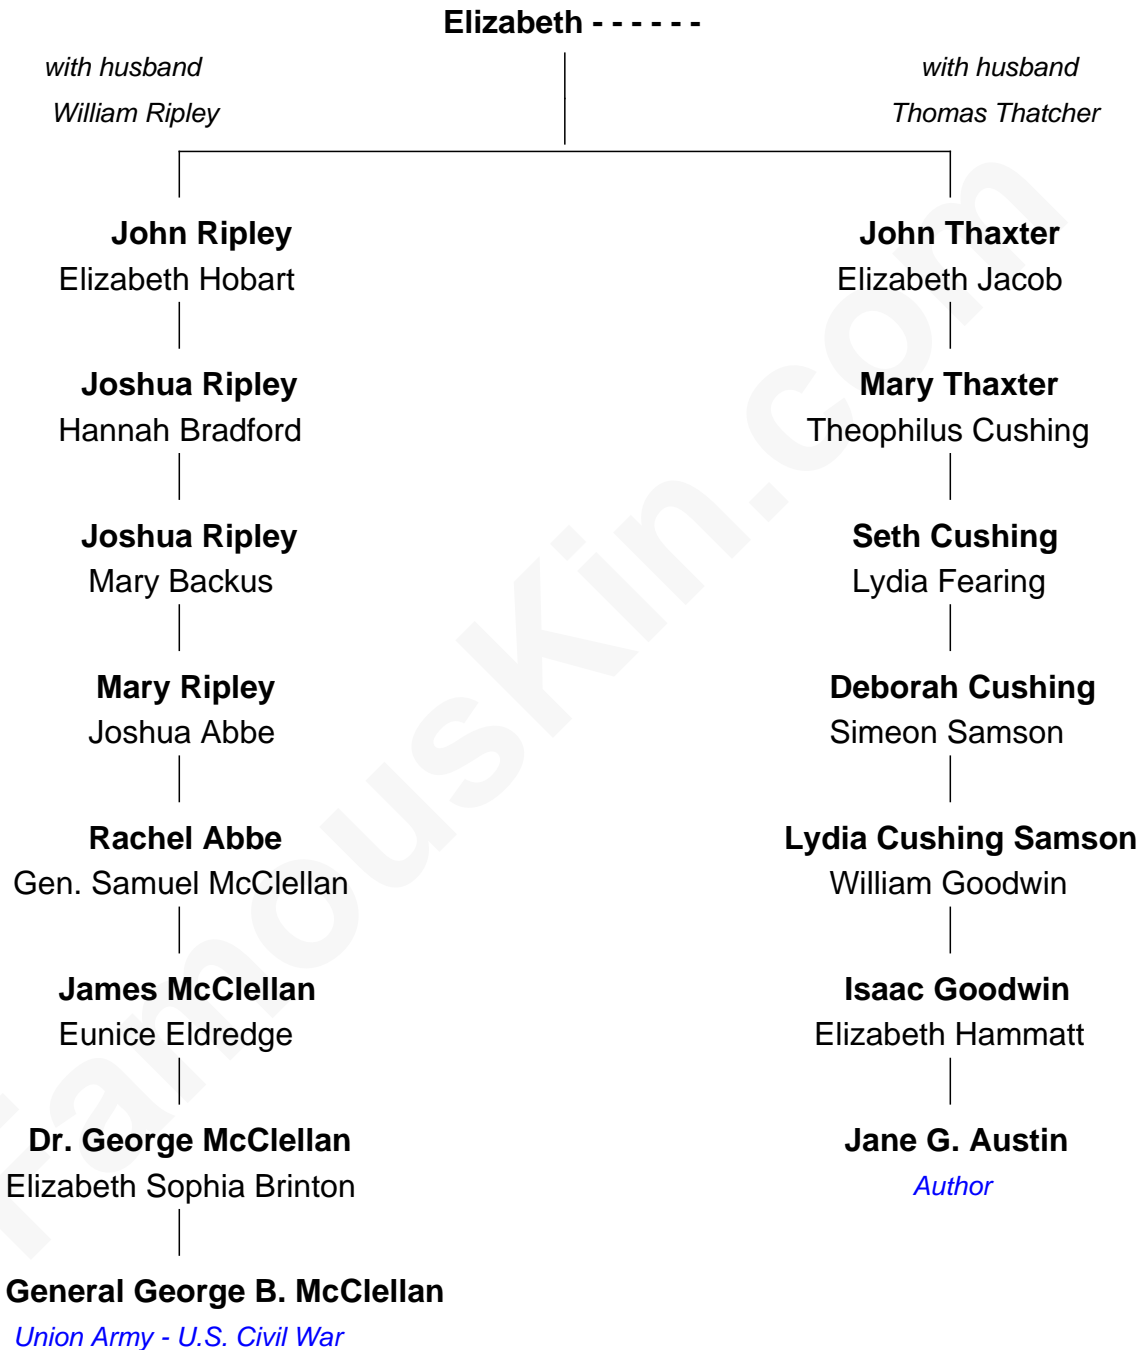 Elizabeth - - - - - -
with husband
William Ripley
with husband
Thomas Thatcher
John Ripley
Elizabeth Hobart
Joshua Ripley
Hannah Bradford
Joshua Ripley
Mary Backus
Mary Ripley
Joshua Abbe
Rachel Abbe
Gen. Samuel McClellan
James McClellan
Eunice Eldredge
Dr. George McClellan
Elizabeth Sophia Brinton
General George B. McClellan
Union Army - U.S. Civil War
John Thaxter
Elizabeth Jacob
Mary Thaxter
Theophilus Cushing
Seth Cushing
Lydia Fearing
Deborah Cushing
Simeon Samson
Lydia Cushing Samson
William Goodwin
Isaac Goodwin
Elizabeth Hammatt
Jane G. Austin
Author
FamousKin.com